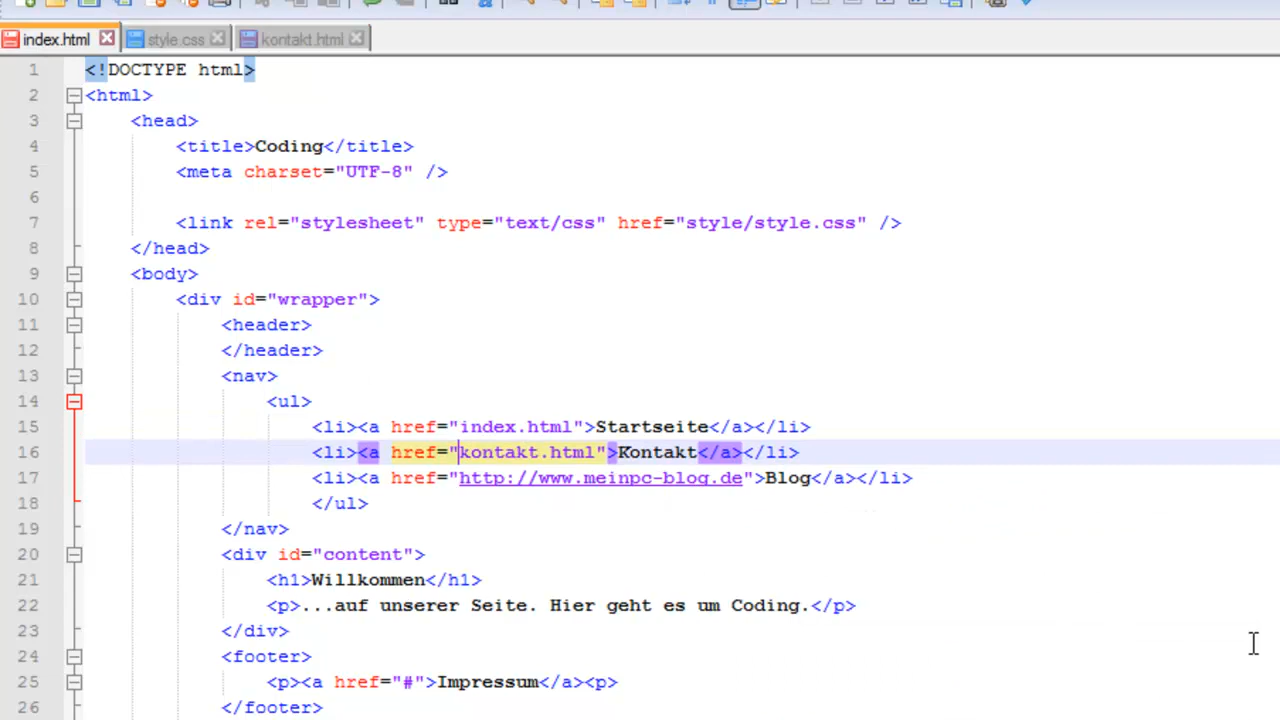 index.html style.css kontakt.html
1 <!DOCTYPE html>
2 <html>
3 <head>
4 <title>Coding</title>
5 <meta charset="UTF-8" />
6
7 <link rel="stylesheet" type="text/css" href="style/style.css" />
8 </head>
9 <body>
10 <div id="wrapper">
11 <header>
12 </header>
13 <nav>
14 <ul>
15 <li><a href="index.html">Startseite</a></li>
16 <li><a href="kontakt.html">Kontakt</a></li>
17 <li><a href="http://www.meinpc-blog.de">Blog</a></li>
18 </ul>
19 </nav>
20 <div id="content">
21 <h1>Willkommen</h1>
22 <p>...auf unserer Seite. Hier geht es um Coding.</p>
23 </div>
24 <footer>
25 <p><a href="#">Impressum</a><p>
26 </footer>